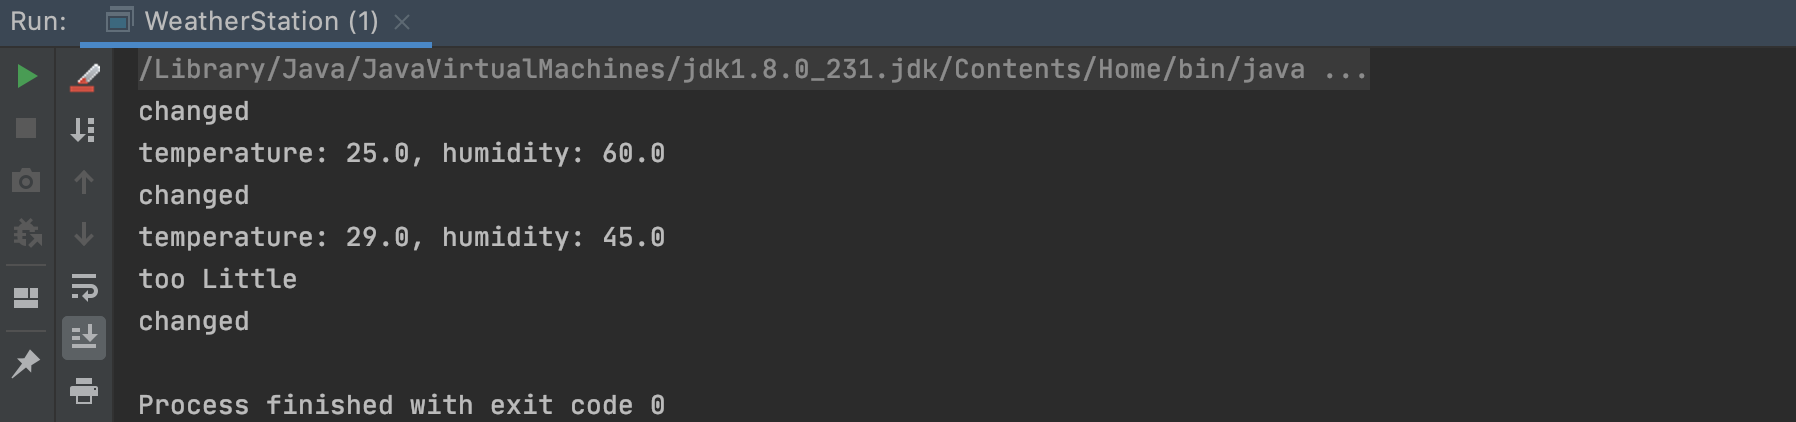 Run: WeatherStation (1)
/Library/Java/JavaVirtualMachines/jdk1.8.0_231.jdk/Contents/Home/bin/java ...
changed
temperature: 25.0, humidity: 60.0
changed
temperature: 29.0, humidity: 45.0
too Little
changed
Process finished with exit code 0